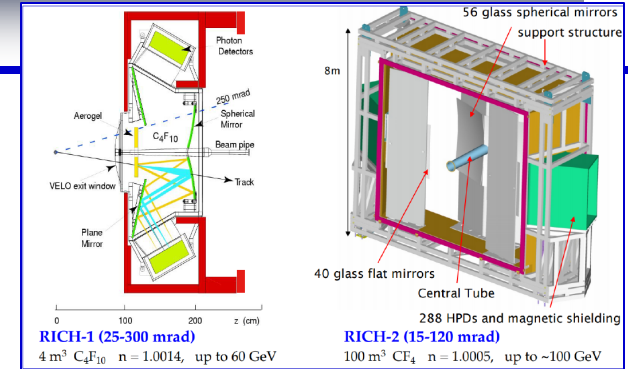 Photon
Detectors
250 mrad
Aerogel
Spherical
Mirror
C4F10
Beam pipe
VELO exit window
Track
Plane
Mirror
0 100 200 z (cm)
RICH-1 (25-300 mrad)
4 m³ C₄F₁₀ n = 1.0014, up to 60 GeV
56 glass spherical mirrors
support structure
8m
40 glass flat mirrors
Central Tube
288 HPDs and magnetic shielding
RICH-2 (15-120 mrad)
100 m³ CF₄ n = 1.0005, up to ~100 GeV